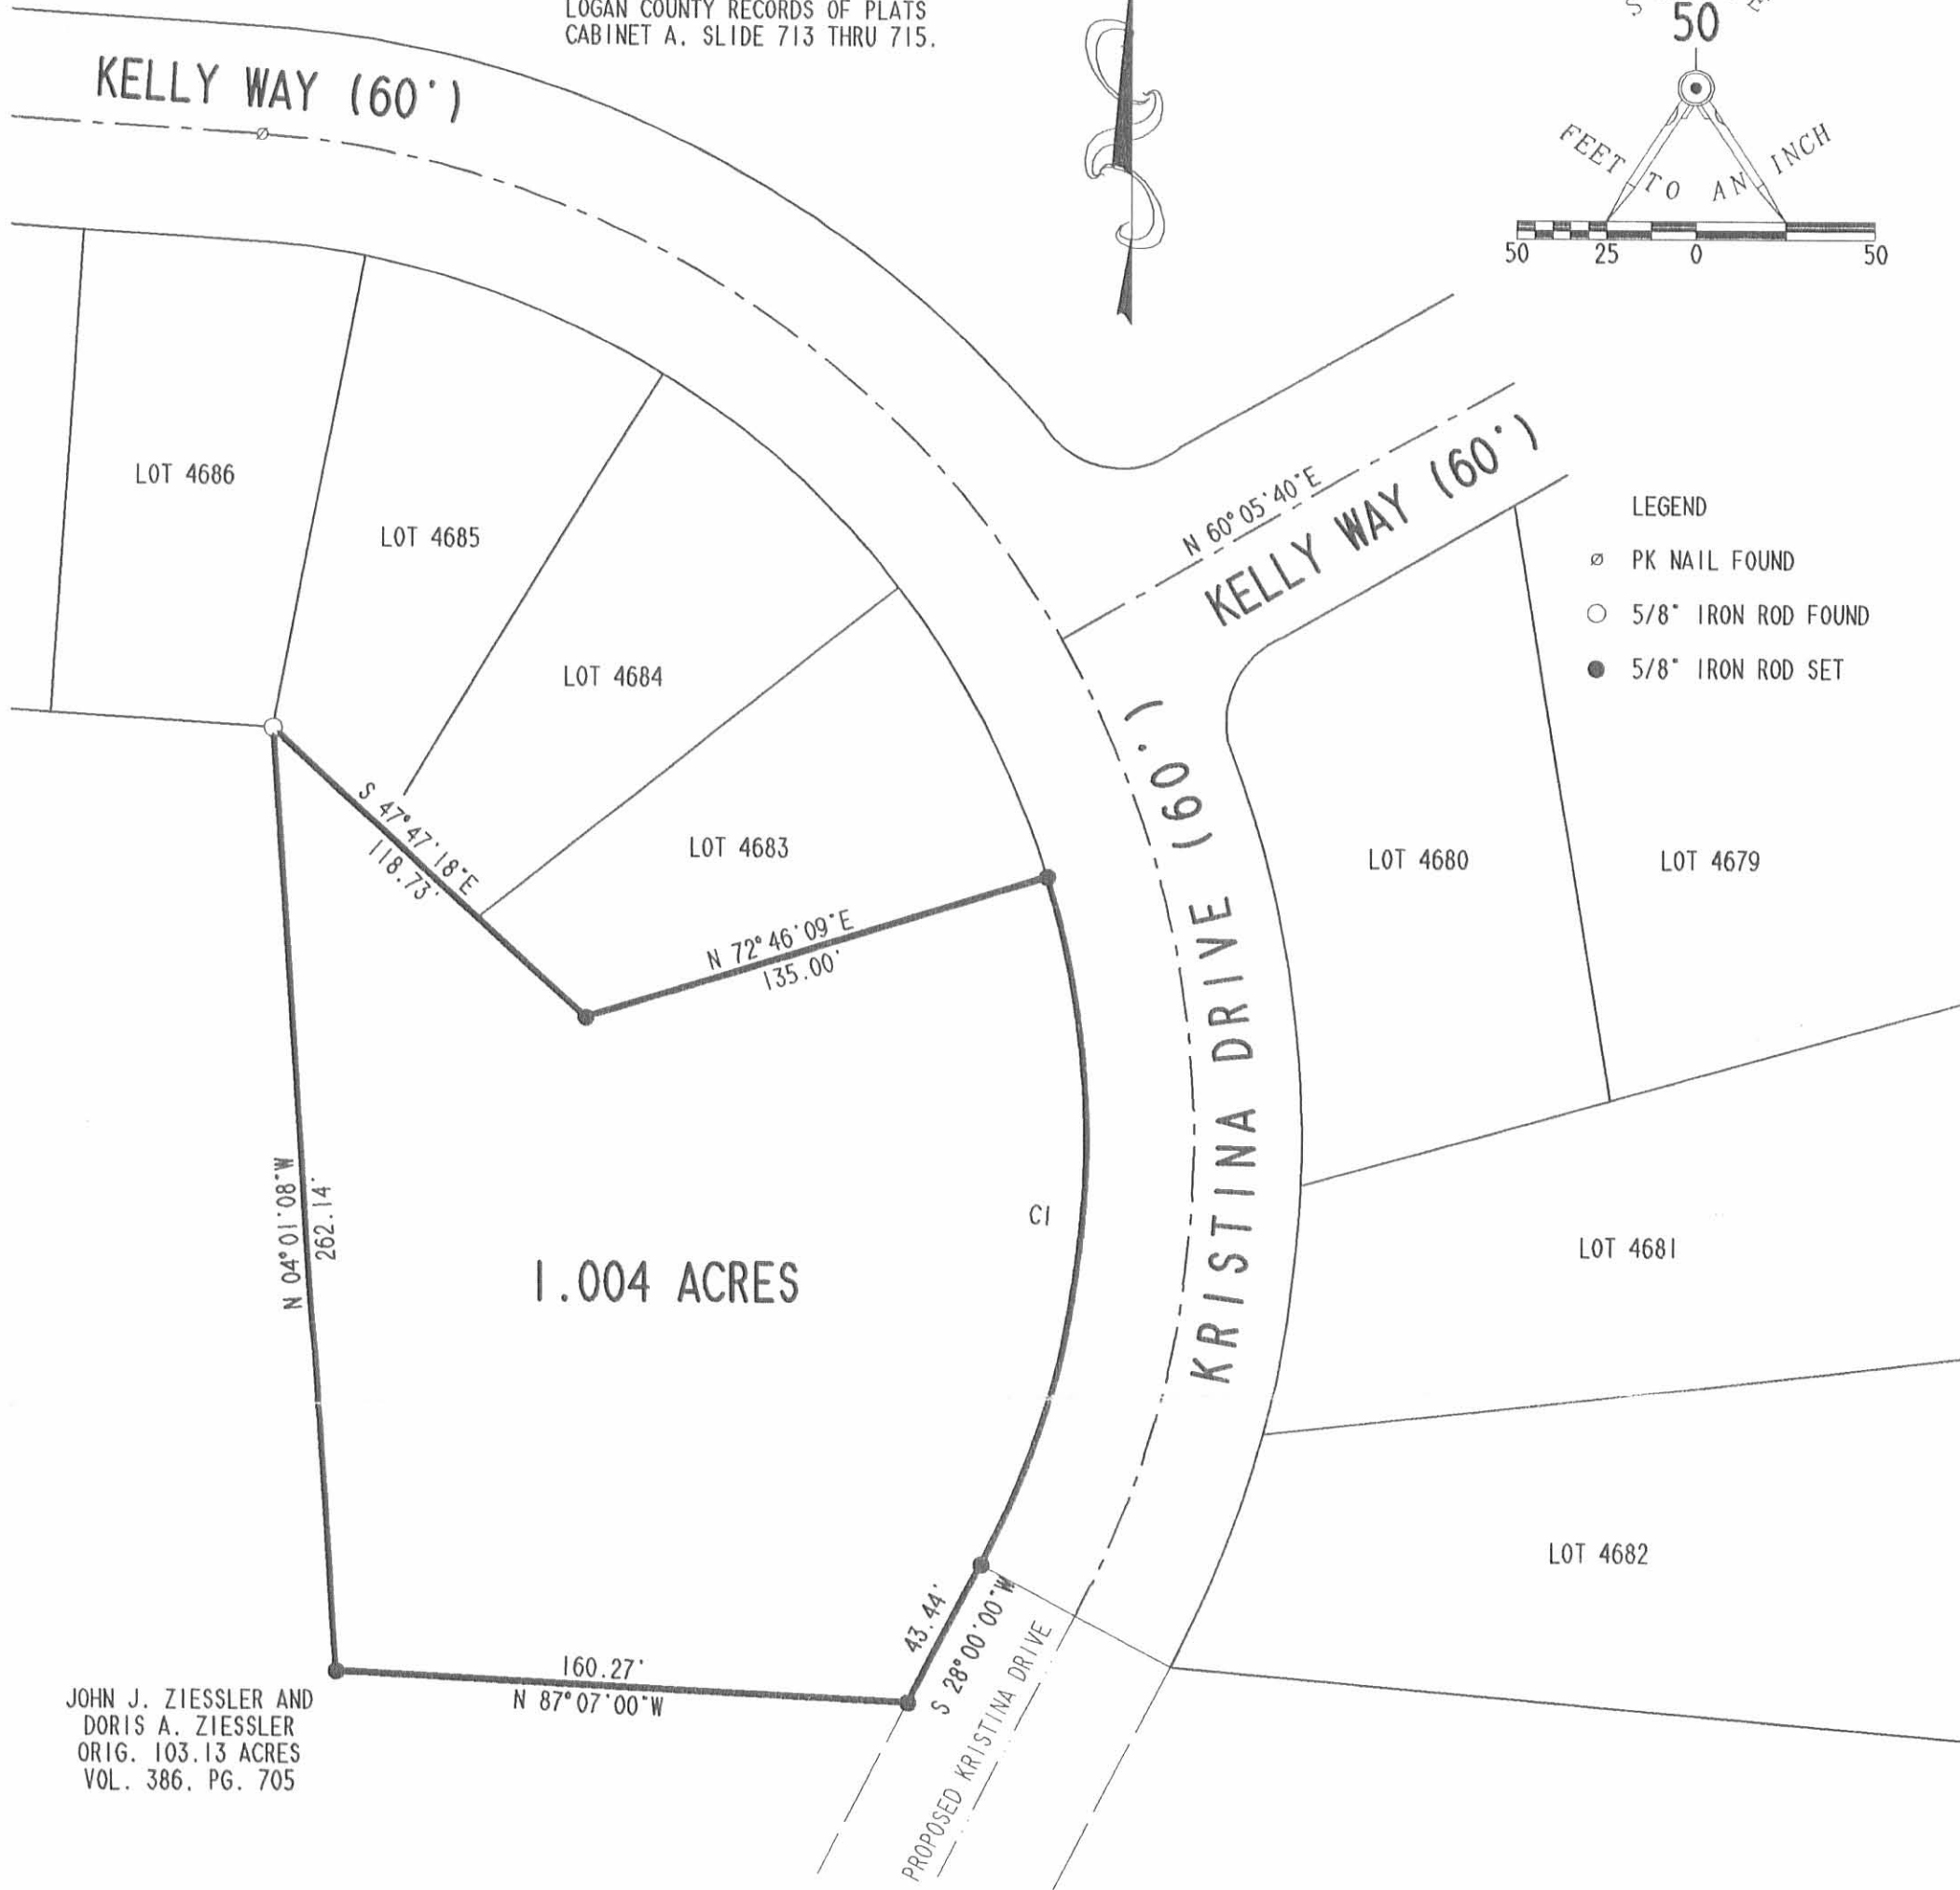 LOGAN COUNTY RECORDS OF PLATS
CABINET A. SLIDE 713 THRU 715.
50
FEET TO AN INCH
50 25 0 50
KELLY WAY (60')
N 60°05'40"E
KELLY WAY (60')
LEGEND
PK NAIL FOUND
5/8" IRON ROD FOUND
5/8" IRON ROD SET
LOT 4686
LOT 4685
LOT 4684
LOT 4683
S 47°47'18"E
118.73'
N 72°46'09"E
135.00'
KRISTINA DRIVE (60')
LOT 4680
LOT 4679
LOT 4681
LOT 4682
N 04°01'08"W
262.14'
C1
1.004 ACRES
43.44'
S 28°00'00"W
160.27'
N 87°07'00"W
PROPOSED KRISTINA DRIVE
JOHN J. ZIESSLER AND
DORIS A. ZIESSLER
ORIG. 103.13 ACRES
VOL. 386. PG. 705